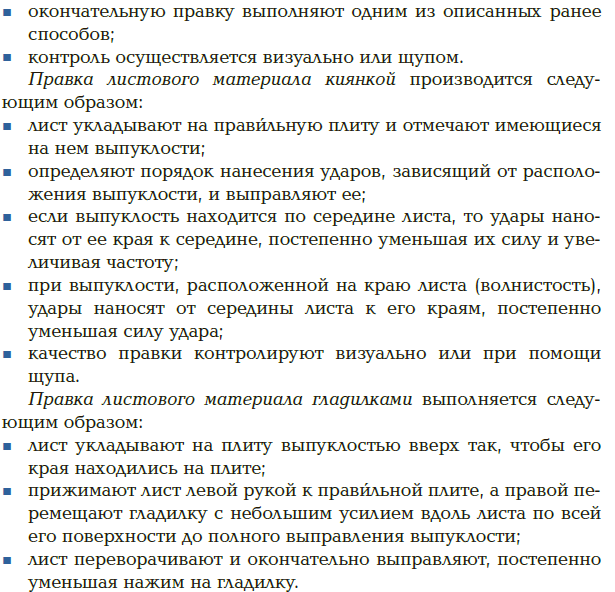 ▪ окончательную правку выполняют одним из описанных ранее
способов;
▪ контроль осуществляется визуально или щупом.
Правка листового материала киянкой производится следу-
ющим образом:
▪ лист укладывают на прави́льную плиту и отмечают имеющиеся
на нем выпуклости;
▪ определяют порядок нанесения ударов, зависящий от располо-
жения выпуклости, и выправляют ее;
▪ если выпуклость находится по середине листа, то удары нано-
сят от ее края к середине, постепенно уменьшая их силу и уве-
личивая частоту;
▪ при выпуклости, расположенной на краю листа (волнистость),
удары наносят от середины листа к его краям, постепенно
уменьшая силу удара;
▪ качество правки контролируют визуально или при помощи
щупа.
Правка листового материала гладилками выполняется следу-
ющим образом:
▪ лист укладывают на плиту выпуклостью вверх так, чтобы его
края находились на плите;
▪ прижимают лист левой рукой к прави́льной плите, а правой пе-
ремещают гладилку с небольшим усилием вдоль листа по всей
его поверхности до полного выправления выпуклости;
▪ лист переворачивают и окончательно выправляют, постепенно
уменьшая нажим на гладилку.